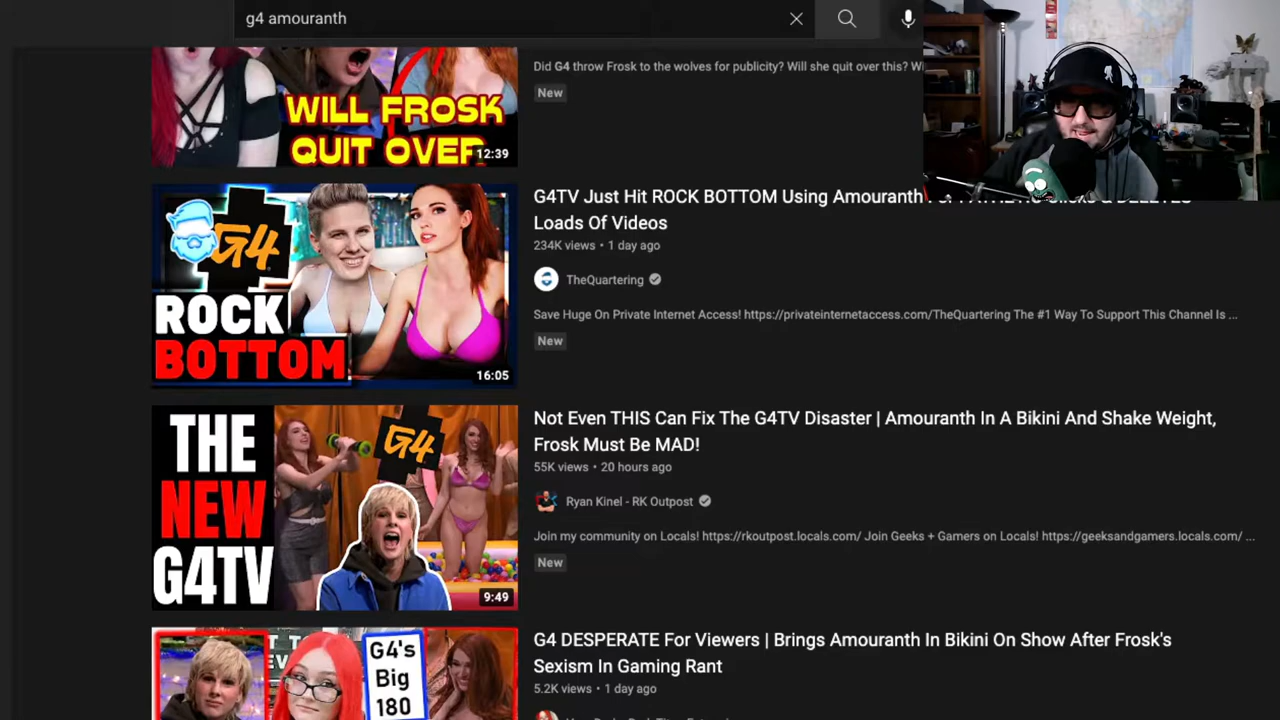 g4 amouranth
WILL FROSK
QUIT OVER
12:39
Did G4 throw Frosk to the wolves for publicity? Will she quit over this?
New
G4
ROCK
BOTTOM
16:05
G4TV Just Hit ROCK BOTTOM Using Amouranth
Loads Of Videos
234K views • 1 day ago
TheQuartering
Save Huge On Private Internet Access! https://privateinternetaccess.com/TheQuartering The #1 Way To Support This Channel Is ...
New
THE
NEW
G4TV
G4
9:49
Not Even THIS Can Fix The G4TV Disaster | Amouranth In A Bikini And Shake Weight,
Frosk Must Be MAD!
55K views • 20 hours ago
Ryan Kinel - RK Outpost
Join my community on Locals! https://rkoutpost.locals.com/ Join Geeks + Gamers on Locals! https://geeksandgamers.locals.com/ ...
New
G4's
Big
180
G4 DESPERATE For Viewers | Brings Amouranth In Bikini On Show After Frosk's
Sexism In Gaming Rant
5.2K views • 1 day ago